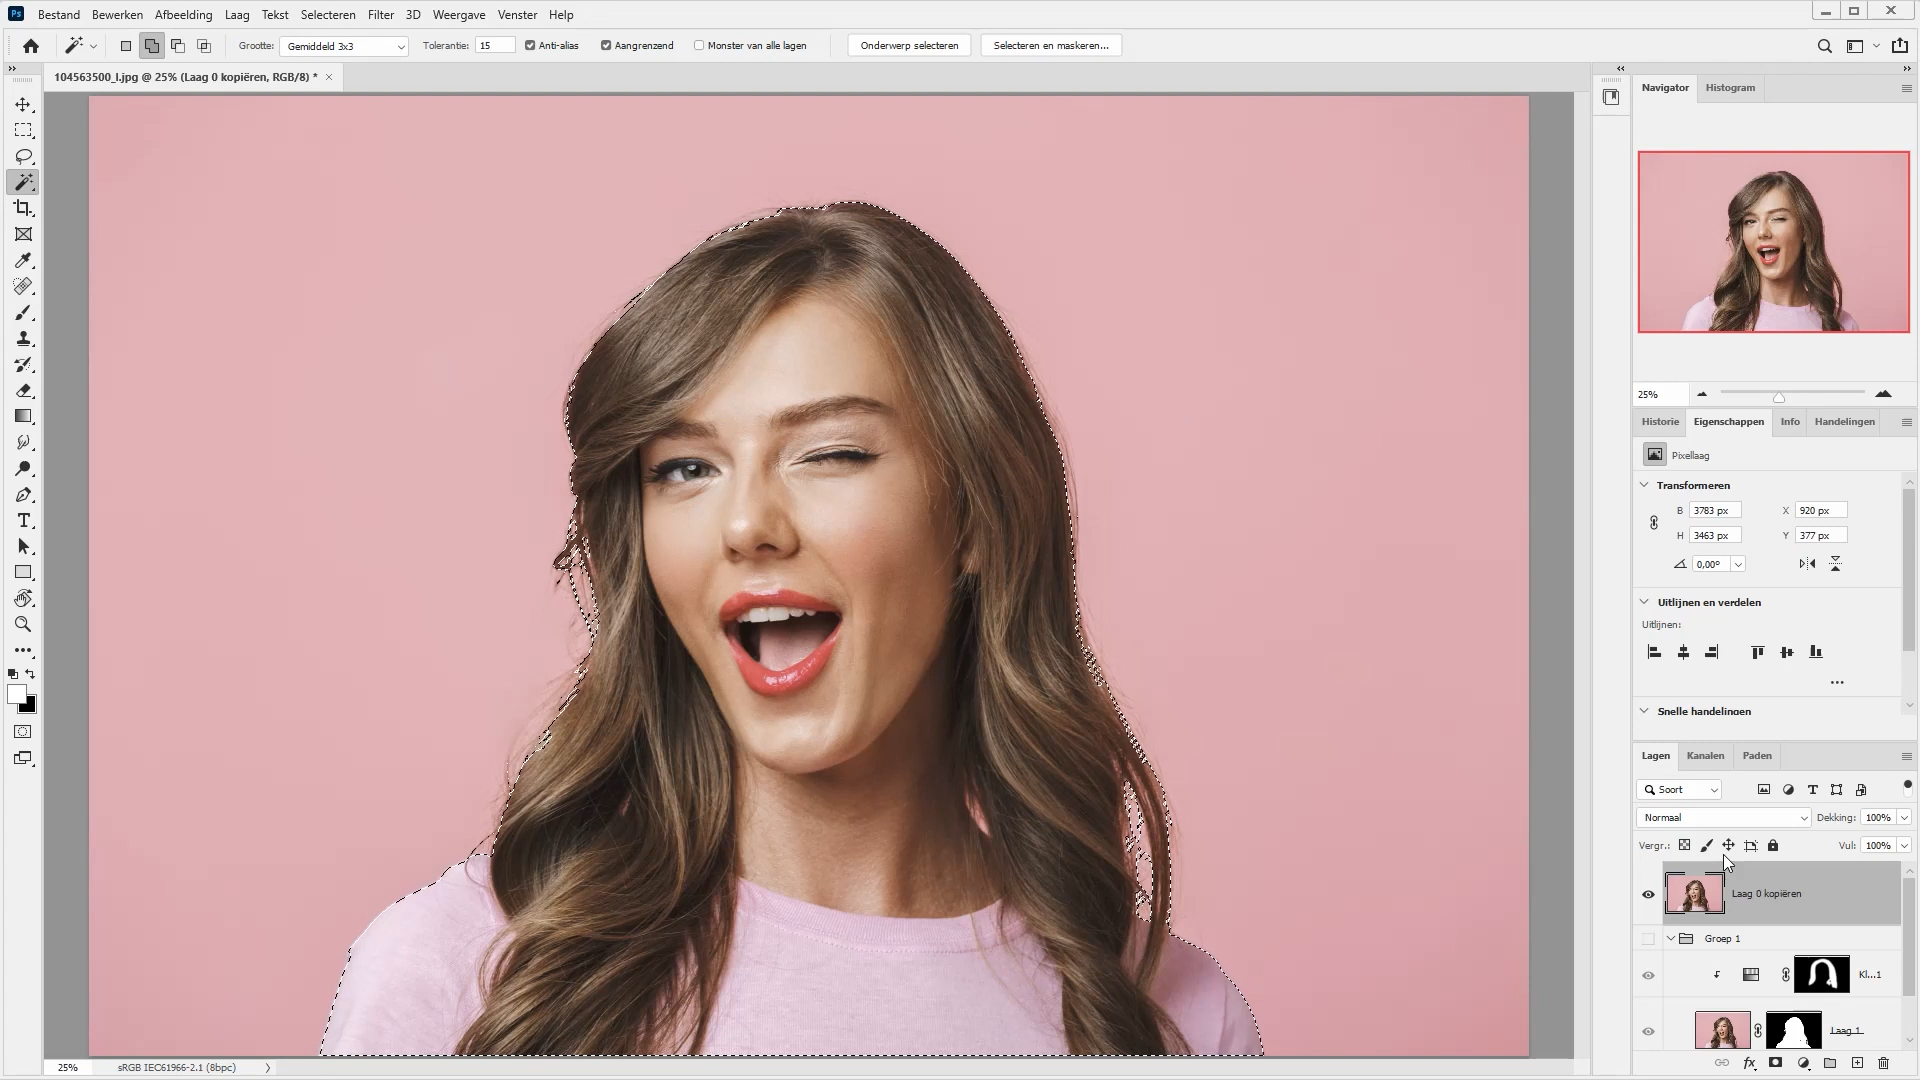 Ps Bestand Bewerken Afbeelding Laag Tekst Selecteren Filter 3D Weergave Venster Help
Grootte: Gemiddeld 3x3 Tolerantie: 15 Anti-alias Aangrenzend Monster van alle lagen Onderwerp selecteren Selecteren en maskeren...
104563500_l.jpg @ 25% (Laag 0 kopiëren, RGB/8) *
Navigator Histogram
25%
Historie Eigenschappen Info Handelingen
Pixellaag
Transformeren
B 3783 px X 920 px
H 3463 px Y 377 px
0,00°
Uitlijnen en verdelen
Uitlijnen:
Snelle handelingen
Lagen Kanalen Paden
Soort
Normaal Dekking: 100%
Vergr.: Vul: 100%
Laag 0 kopiëren
Groep 1
Kl...1
Laag 1
25% sRGB IEC61966-2.1 (8bpc)